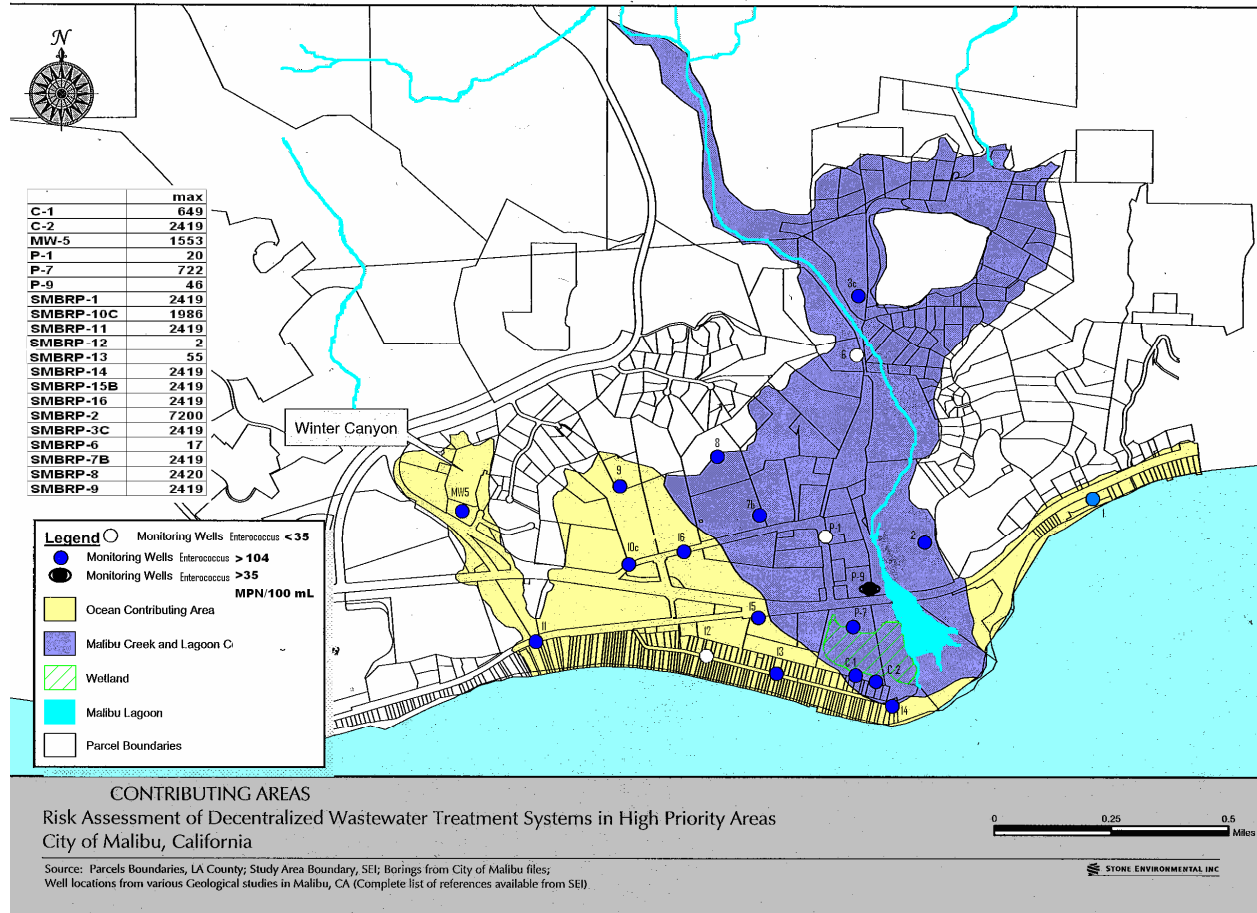 N
max
C-1 649
C-2 2419
MW-5 1553
P-1 20
P-7 722
P-9 46
SMBRP-1 2419
SMBRP-10C 1986
SMBRP-11 2419
SMBRP-12 2
SMBRP-13 55
SMBRP-14 2419
SMBRP-15B 2419
SMBRP-16 2419
SMBRP-2 7200
SMBRP-3C 2419
SMBRP-6 17
SMBRP-7B 2419
SMBRP-8 2420
SMBRP-9 2419
3c
6
Winter Canyon
8
9
MW5
7b
1
P-1
2
16
10c
P-9
15
P-7
11
12
13
C-1
C-2
14
Legend
Monitoring Wells Enterococcus <35
Monitoring Wells Enterococcus >104
Monitoring Wells Enterococcus >35
MPN/100 mL
Ocean Contributing Area
Malibu Creek and Lagoon C
Wetland
Malibu Lagoon
Parcel Boundaries
CONTRIBUTING AREAS
Risk Assessment of Decentralized Wastewater Treatment Systems in High Priority Areas
City of Malibu, California
0 0.25 0.5
Miles
Source: Parcels Boundaries, LA County; Study Area Boundary, SEI; Borings from City of Malibu files;
Well locations from various Geological studies in Malibu, CA (Complete list of references available from SEI)
STONE ENVIRONMENTAL INC